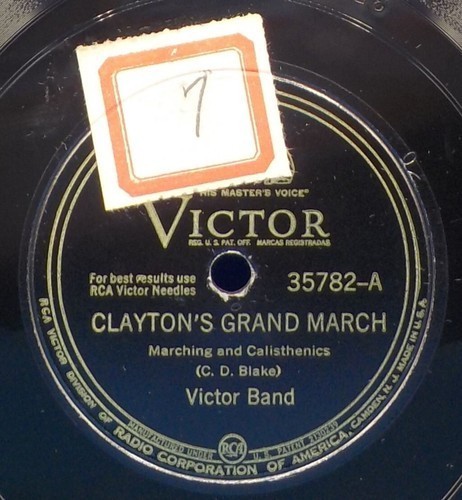 7
"HIS MASTER'S VOICE"
VICTOR
REG. U. S. PAT. OFF. MARCAS REGISTRADAS
For best results use
RCA Victor Needles
35782-A
CLAYTON'S GRAND MARCH
Marching and Calisthenics
(C. D. Blake)
Victor Band
MANUFACTURED UNDER
RCA
U. S. PATENT
RCA VICTOR DIVISION OF RADIO CORPORATION OF AMERICA, CAMDEN, N. J. MADE IN U. S. A.